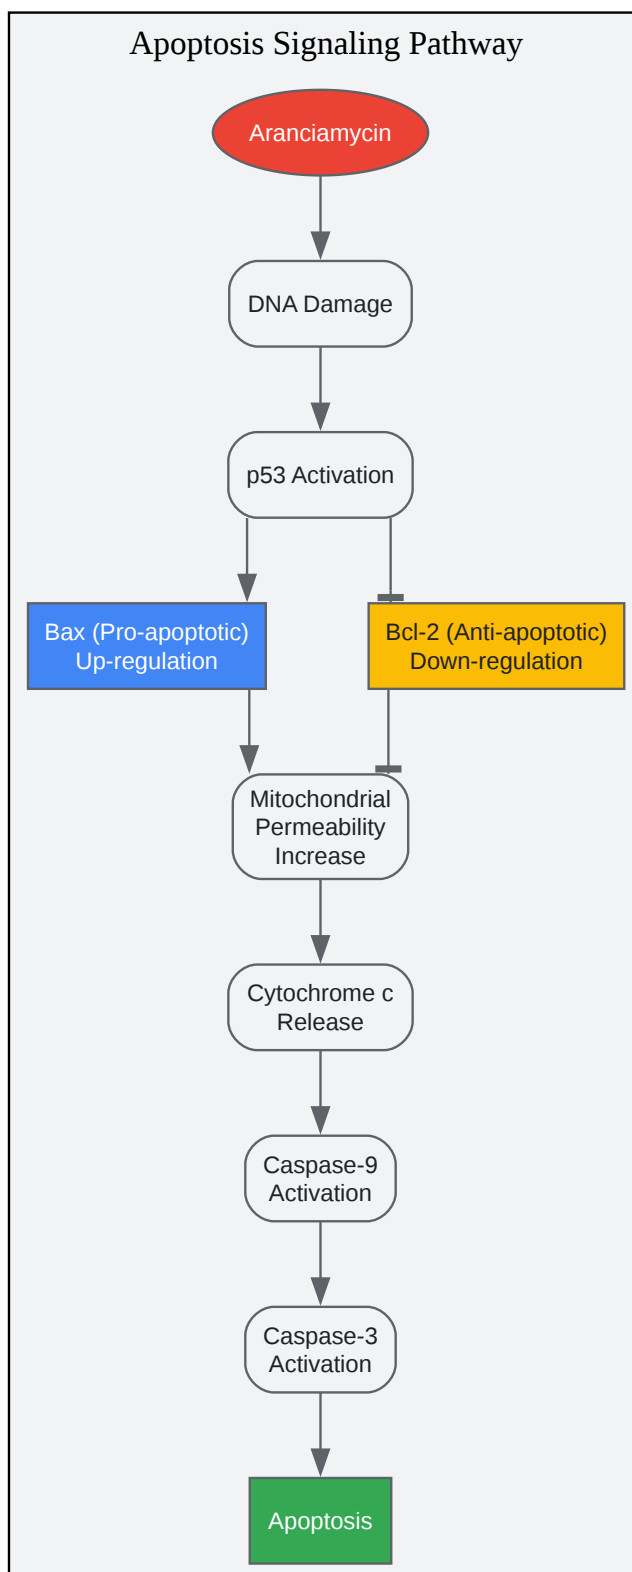 Apoptosis Signaling Pathway
Aranciamycin
DNA Damage
p53 Activation
Bax (Pro-apoptotic)
Up-regulation
Bcl-2 (Anti-apoptotic)
Down-regulation
Mitochondrial
Permeability
Increase
Cytochrome c
Release
Caspase-9
Activation
Caspase-3
Activation
Apoptosis